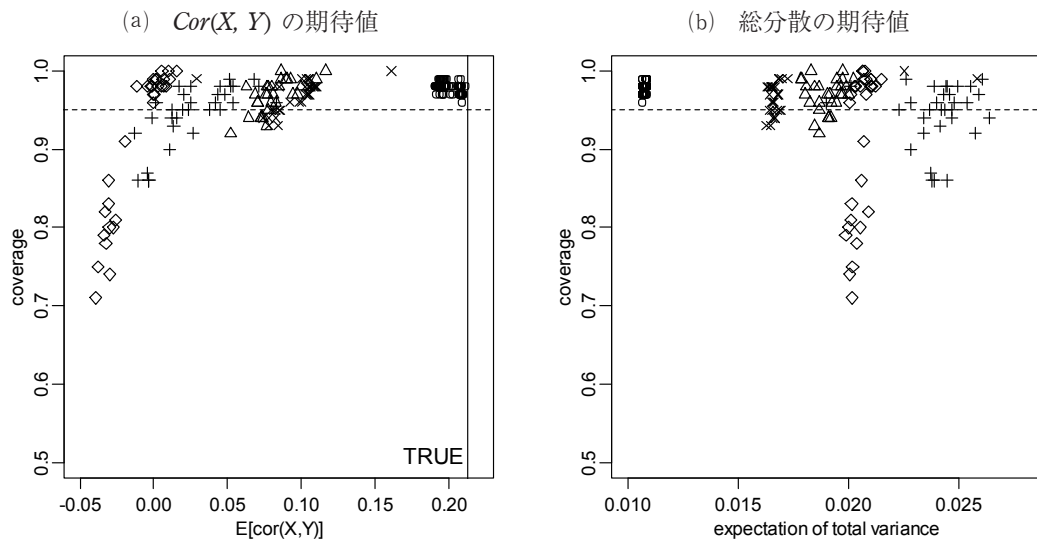 (a) Cor(X, Y) の期待値
1.0
0.9
0.8
0.7
0.6
0.5
coverage
TRUE
-0.05 0.00 0.05 0.10 0.15 0.20
E[cor(X,Y)]
(b) 総分散の期待値
1.0
0.9
0.8
0.7
0.6
0.5
coverage
0.010 0.015 0.020 0.025
expectation of total variance